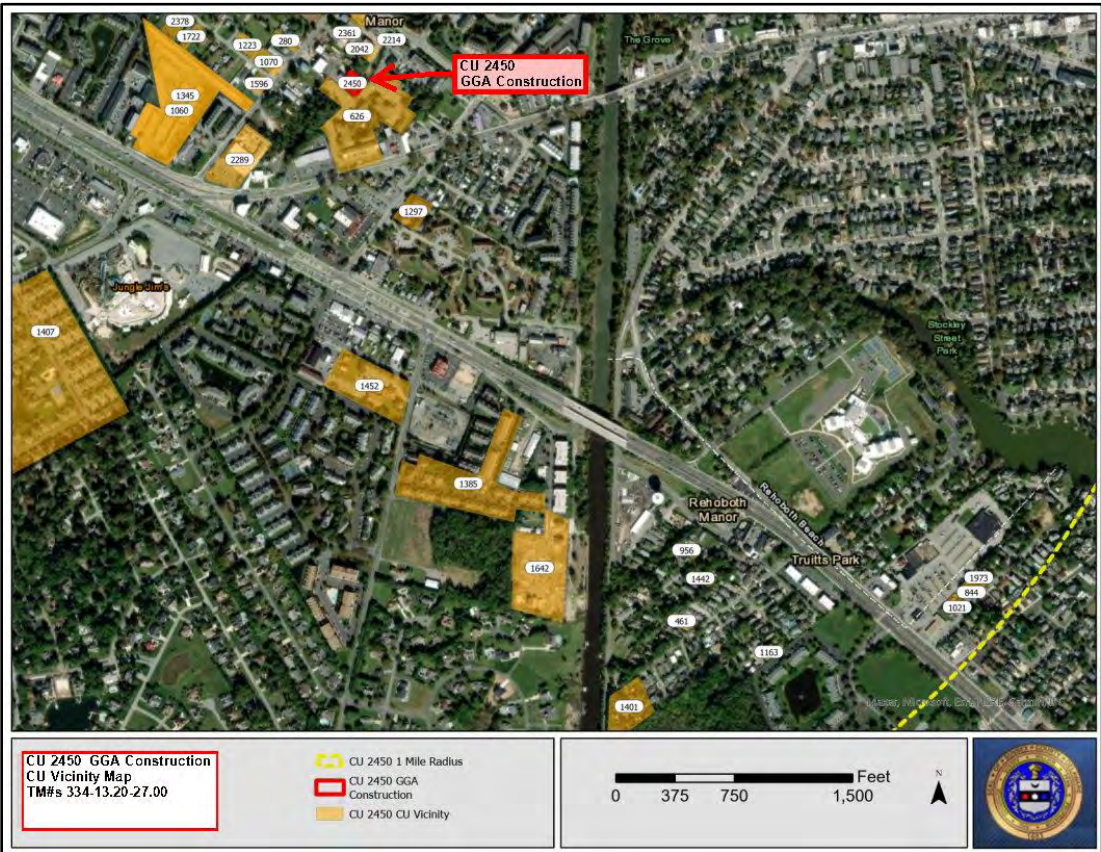 2378
1722
Manor
2361
2214
1223
280
2042
1070
1596
2450
CU 2450
GGA Construction
The Grove
1345
1060
626
2289
1297
Jungle Jim's
1407
Stockley
Street
Park
1452
1385
Rehoboth Beach
Rehoboth
Manor
Truitts Park
956
1442
1642
1973
844
1021
461
1163
1401
CU 2450 GGA Construction
CU Vicinity Map
TM#s 334-13.20-27.00
CU 2450 1 Mile Radius
CU 2450 GGA
Construction
CU 2450 CU Vicinity
Feet
0 375 750 1,500
N